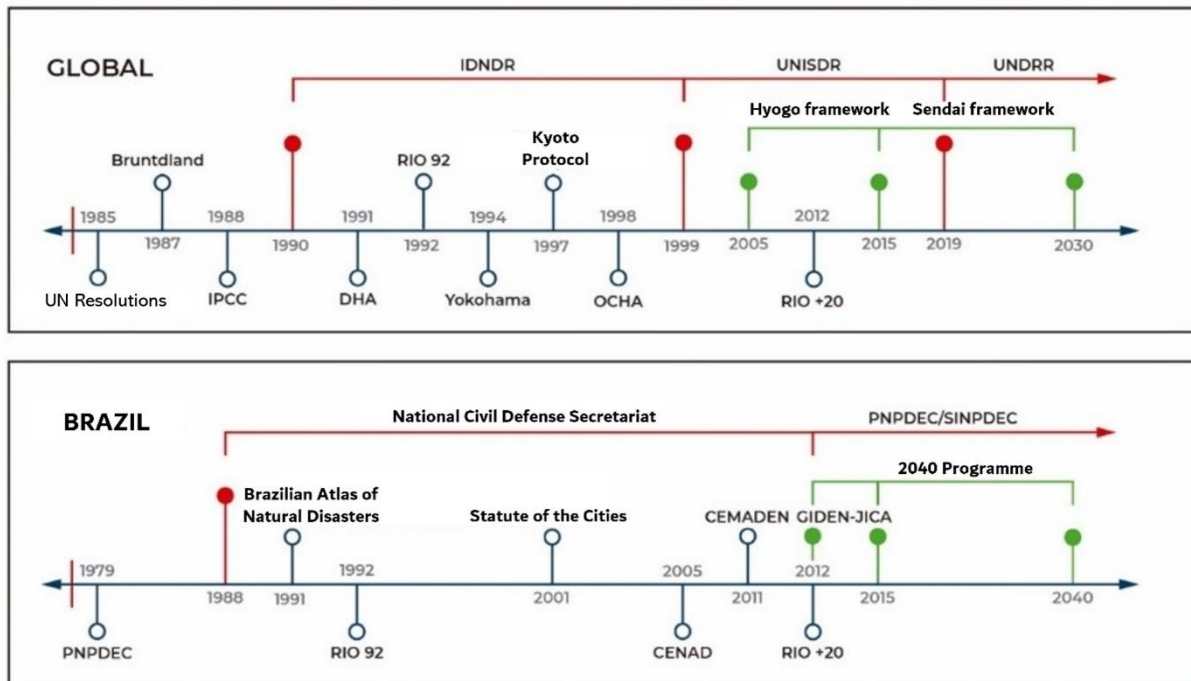 GLOBAL
IDNDR
UNISDR
UNDRR
Hyogo framework
Sendai framework
Bruntdland
RIO 92
Kyoto
Protocol
1985
1988
1991
1992
1994
1998
2012
1987
1990
1997
1999
2005
2015
2019
2030
UN Resolutions
IPCC
DHA
Yokohama
OCHA
RIO +20
BRAZIL
National Civil Defense Secretariat
PNPDEC/SINPDEC
2040 Programme
Brazilian Atlas of
Natural Disasters
Statute of the Cities
CEMADEN
GIDEN-JICA
1979
1992
2005
2012
1988
1991
2001
2011
2015
2040
PNPDEC
RIO 92
CENAD
RIO +20